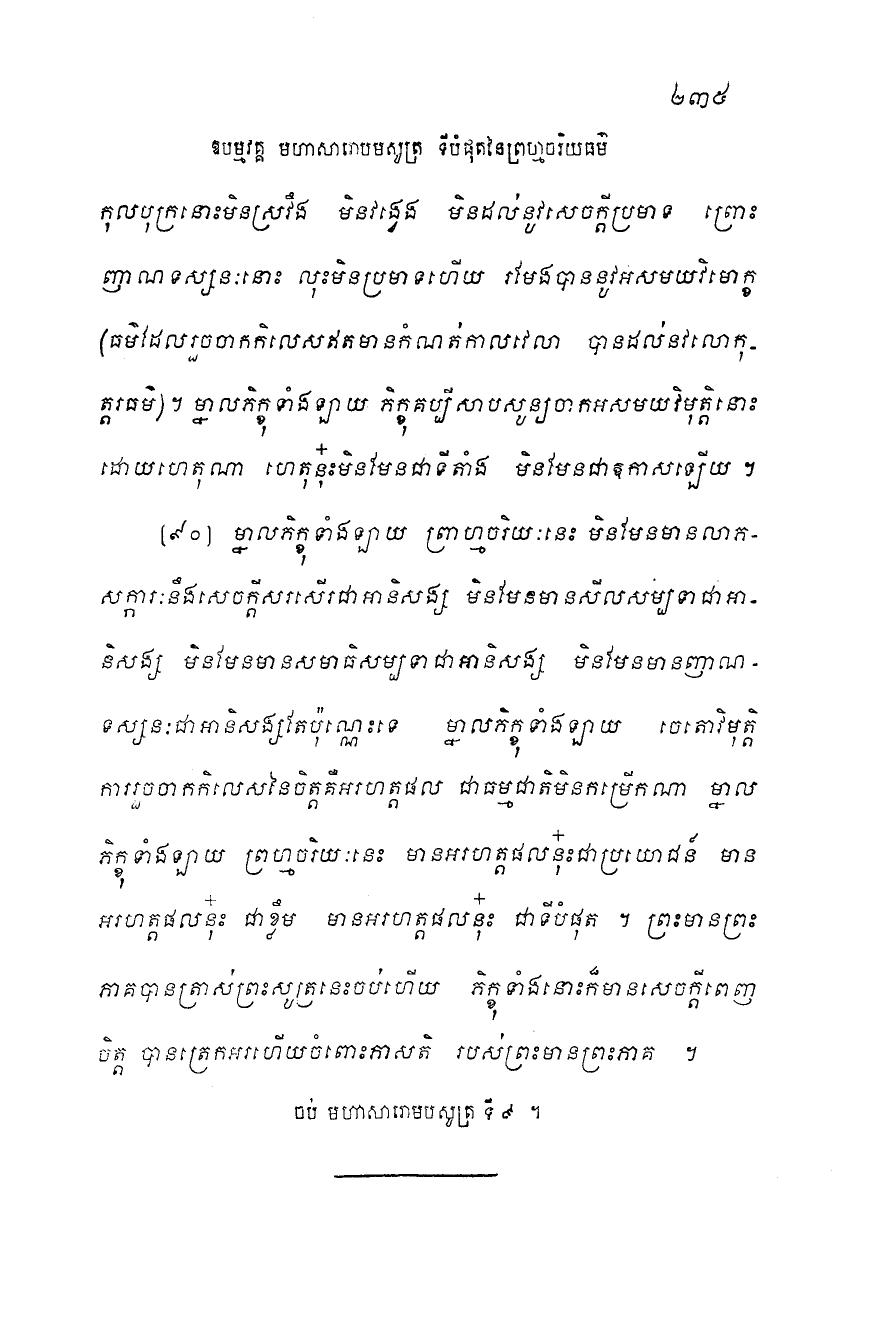 ២៣៥
ឱបម្មវគ្គ មហាសារោបមសូត្រ ទីបំផុតនៃព្រហ្មចរិយធម៌
កុលបុត្រនោះមិនស្រវឹង មិនវង្វេង មិនដល់នូវសេចក្តីប្រមាទ ព្រោះ
ញាណទស្សនៈនោះ លុះមិនប្រមាទហើយ រមែងបាននូវអសមយវិមោក្ខ
(ធម៌ដែលរួចចាកកិលេសឥតមានកំណត់កាលវេលា បានដល់នវលោកុ-
ត្តរធម៌)។ ម្នាលភិក្ខុទាំងឡាយ ភិក្ខុគប្បីសាបសូន្យចាកអសមយវិមុត្តិនោះ
ដោយហេតុណា ហេតុនុ៎ះមិនមែនជាទីតាំង មិនមែនជាឱកាសឡើយ ។
[៩០] ម្នាលភិក្ខុទាំងឡាយ ព្រហ្មចរិយៈនេះ មិនមែនមានលាភ-
សក្ការៈនឹងសេចក្តីសរសើរជាអានិសង្ស មិនមែនមានសីលសម្បទាជាអា-
និសង្ស មិនមែនមានសមាធិសម្បទាជាអានិសង្ស មិនមែនមានញាណ-
ទស្សនៈជាអានិសង្សតែប៉ុណ្ណេះទេ ម្នាលភិក្ខុទាំងឡាយ ចេតោវិមុត្តិ
ការរួចចាកកិលេសនៃចិត្តគឺអរហត្តផល ជាធម្មជាតិមិនកម្រើកណា ម្នាល
ភិក្ខុទាំងឡាយ ព្រហ្មចរិយៈនេះ មានអរហត្តផលនុ៎ះជាប្រយោជន៍ មាន
អរហត្តផលនុ៎ះ ជាខ្លឹម មានអរហត្តផលនុ៎ះ ជាទីបំផុត ។ ព្រះមានព្រះ
ភាគបានត្រាស់ព្រះសូត្រនេះចប់ហើយ ភិក្ខុទាំងនោះក៏មានសេចក្តីពេញ
ចិត្ត បានត្រេកអរហើយចំពោះភាសតិ របស់ព្រះមានព្រះភាគ ។
ចប់ មហាសារោមបសូត្រ ទី ៩ ។